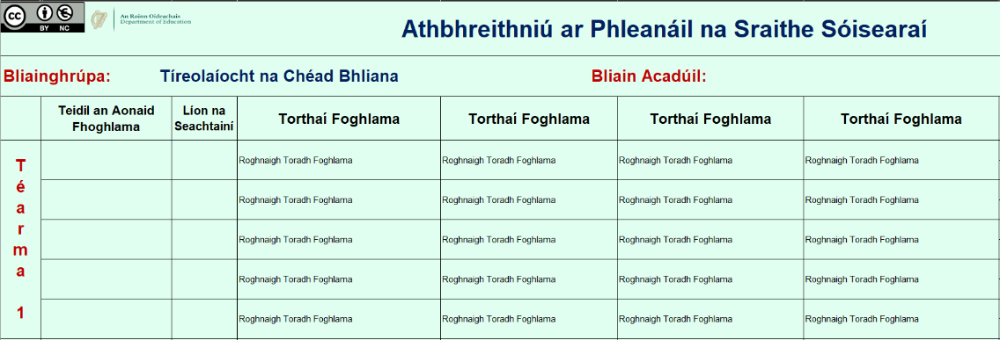 cc BY NC
An Roinn Oideachais
Department of Education
Athbhreithniú ar Phleanáil na Sraithe Sóisearaí
Bliainghrúpa: Tíreolaíocht na Chéad Bhliana Bliain Acadúil:
Teidil an Aonaid Fhoghlama Líon na Seachtainí Torthaí Foghlama Torthaí Foghlama Torthaí Foghlama Torthaí Foghlama
Téarma 1
Roghnaigh Toradh Foghlama Roghnaigh Toradh Foghlama Roghnaigh Toradh Foghlama Roghnaigh Toradh Foghlama
Roghnaigh Toradh Foghlama Roghnaigh Toradh Foghlama Roghnaigh Toradh Foghlama Roghnaigh Toradh Foghlama
Roghnaigh Toradh Foghlama Roghnaigh Toradh Foghlama Roghnaigh Toradh Foghlama Roghnaigh Toradh Foghlama
Roghnaigh Toradh Foghlama Roghnaigh Toradh Foghlama Roghnaigh Toradh Foghlama Roghnaigh Toradh Foghlama
Roghnaigh Toradh Foghlama Roghnaigh Toradh Foghlama Roghnaigh Toradh Foghlama Roghnaigh Toradh Foghlama